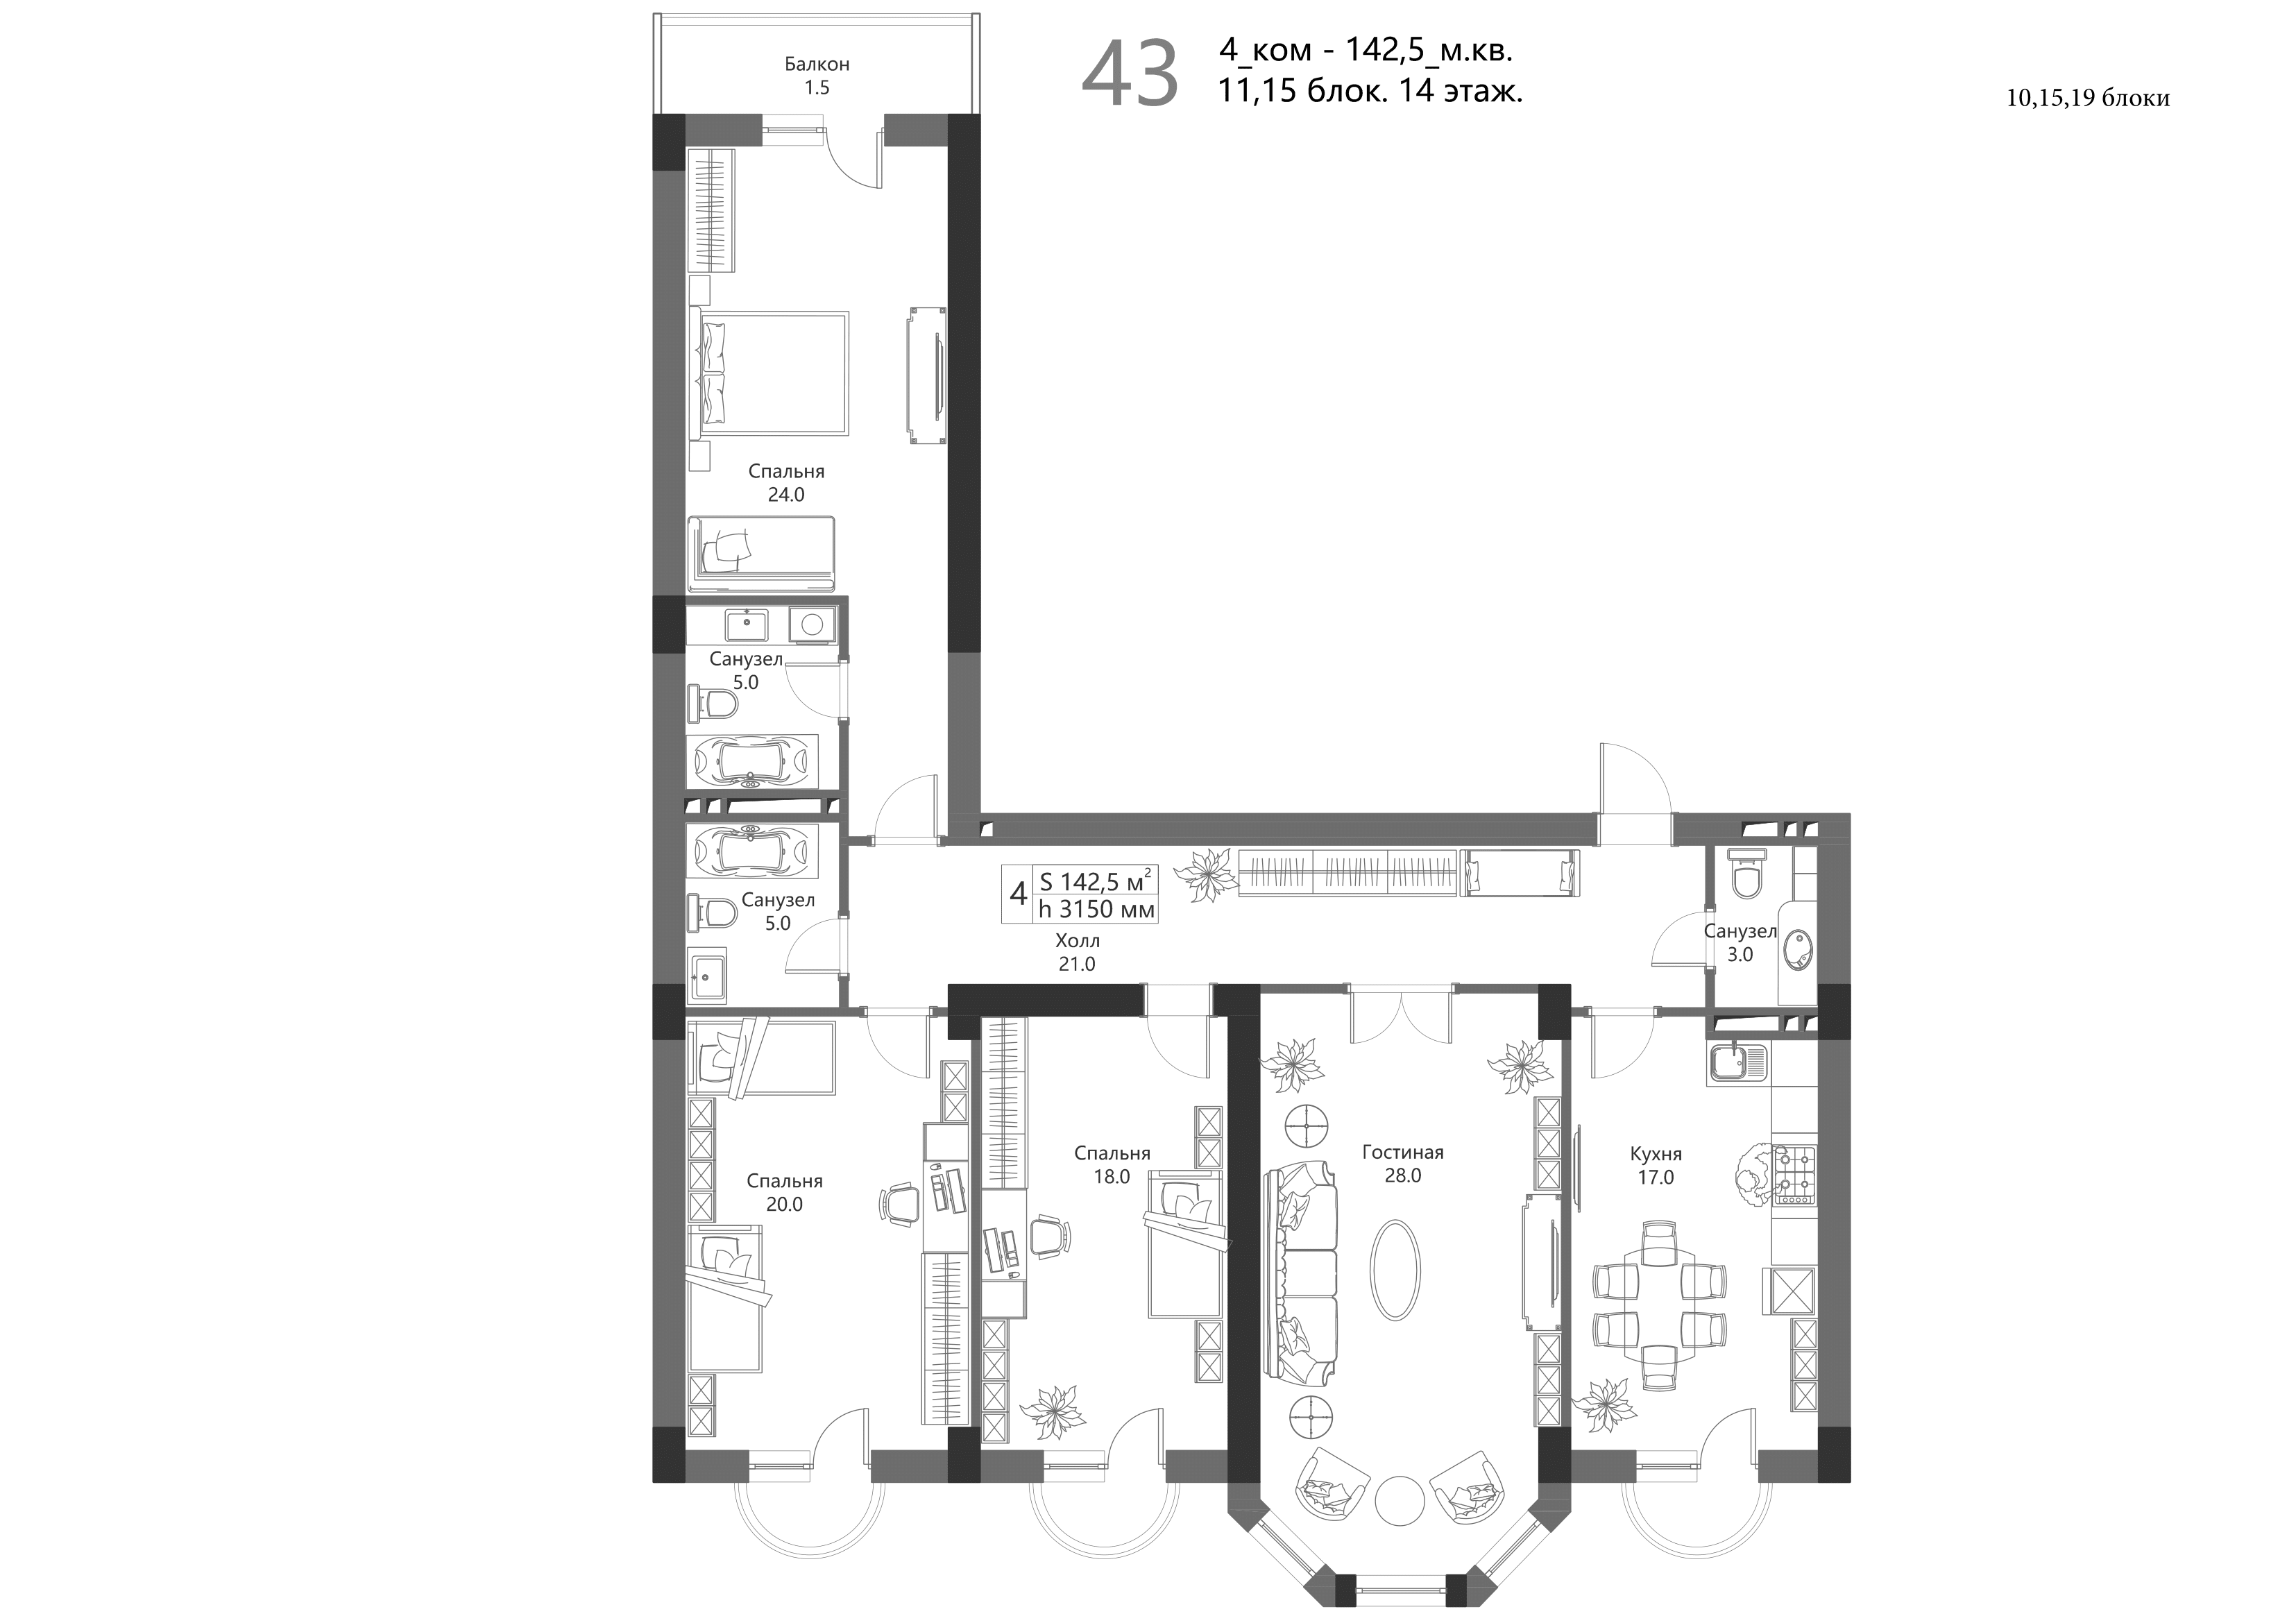 43
4_ком - 142,5_м.кв.
11,15 блок. 14 этаж.
10,15,19 блоки
Балкон
1.5
Спальня
24.0
Санузел
5.0
Санузел
5.0
4
S 142,5 м²
h 3150 мм
Холл
21.0
Санузел
3.0
Спальня
20.0
Спальня
18.0
Гостиная
28.0
Кухня
17.0